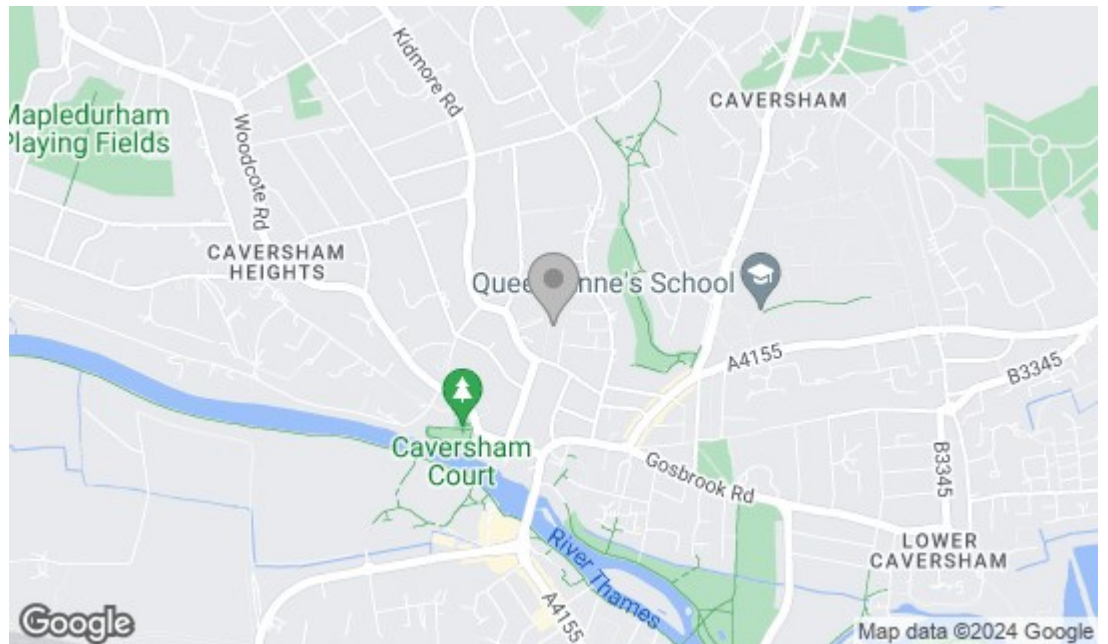 CAVERSHAM
Kidmore Rd
Mapledurham
Playing Fields
Woodcote Rd
CAVERSHAM
HEIGHTS
Queen Anne's School
A4155
B3345
B3345
Caversham
Court
Gosbrook Rd
LOWER
CAVERSHAM
River Thames
A4155
Google
Map data ©2024 Google